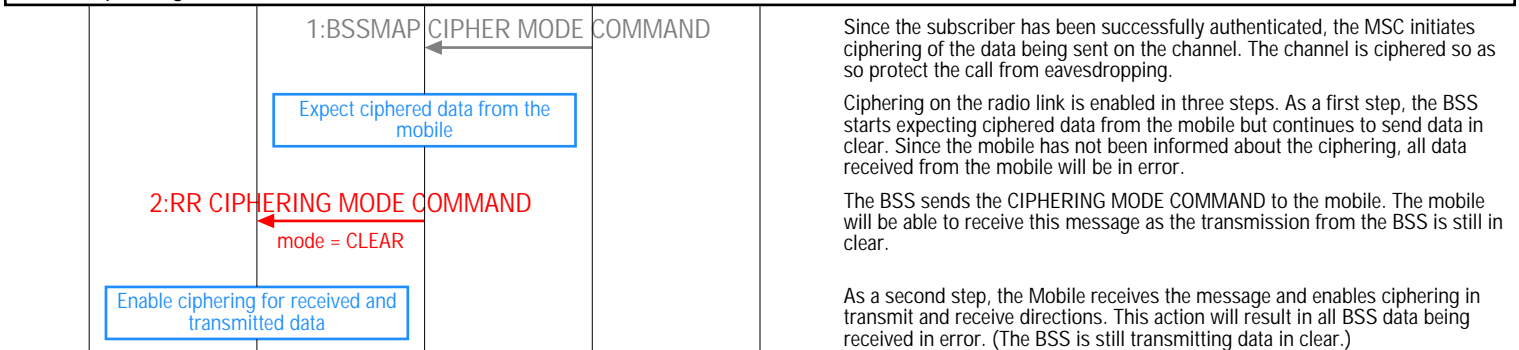 1:BSSMAP CIPHER MODE COMMAND
Since the subscriber has been successfully authenticated, the MSC initiates
ciphering of the data being sent on the channel. The channel is ciphered so as
so protect the call from eavesdropping.
Expect ciphered data from the
mobile
Ciphering on the radio link is enabled in three steps. As a first step, the BSS
starts expecting ciphered data from the mobile but continues to send data in
clear. Since the mobile has not been informed about the ciphering, all data
received from the mobile will be in error.
2:RR CIPHERING MODE COMMAND
mode = CLEAR
The BSS sends the CIPHERING MODE COMMAND to the mobile. The mobile
will be able to receive this message as the transmission from the BSS is still in
clear.
Enable ciphering for received and
transmitted data
As a second step, the Mobile receives the message and enables ciphering in
transmit and receive directions. This action will result in all BSS data being
received in error. (The BSS is still transmitting data in clear.)